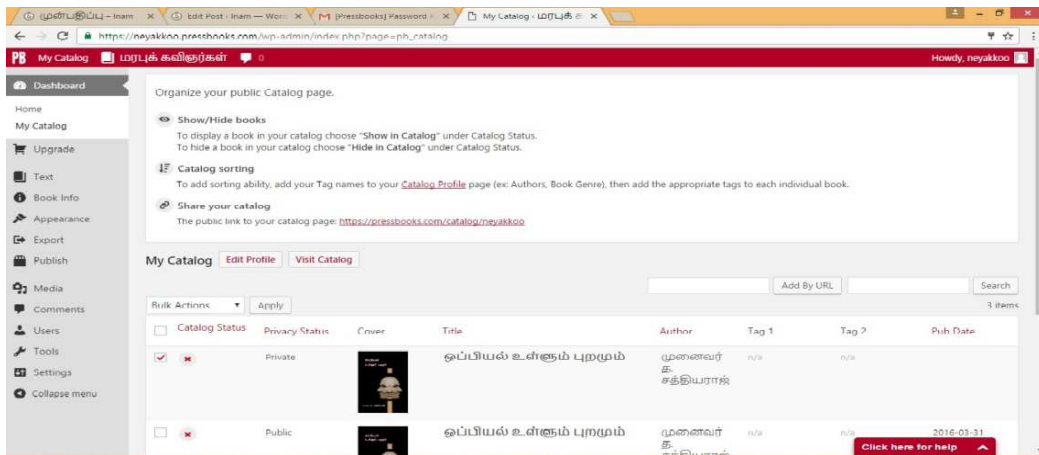 முன்பதிப்பு – Inam
Edit Post ‹ Inam — Word
[Pressbooks] Password R
My Catalog ‹ மரபுக் க
https://neyakkoo.pressbooks.com/wp-admin/index.php?page=pb_catalog
PB My Catalog மரபுக் கவிஞர்கள் 0 Howdy, neyakkoo
Dashboard
Home
My Catalog
Upgrade
Text
Book Info
Appearance
Export
Publish
Media
Comments
Users
Tools
Settings
Collapse menu
Organize your public Catalog page.
Show/Hide books
To display a book in your catalog choose "Show in Catalog" under Catalog Status.
To hide a book in your catalog choose "Hide in Catalog" under Catalog Status.
Catalog sorting
To add sorting ability, add your Tag names to your Catalog Profile page (ex: Authors, Book Genre), then add the appropriate tags to each individual book.
Share your catalog
The public link to your catalog page: https://pressbooks.com/catalog/neyakkoo
My Catalog Edit Profile Visit Catalog
Add By URL Search
Bulk Actions Apply 3 items
Catalog Status Privacy Status Cover Title Author Tag 1 Tag 2 Pub Date
Private ஒப்பியல் உள்ளும் புறமும் முனைவர் n/a n/a
த.
சத்தியராஜ்
Public ஒப்பியல் உள்ளும் புறமும் முனைவர் n/a n/a 2016-03-31
த.
சத்தியராஜ்
Click here for help